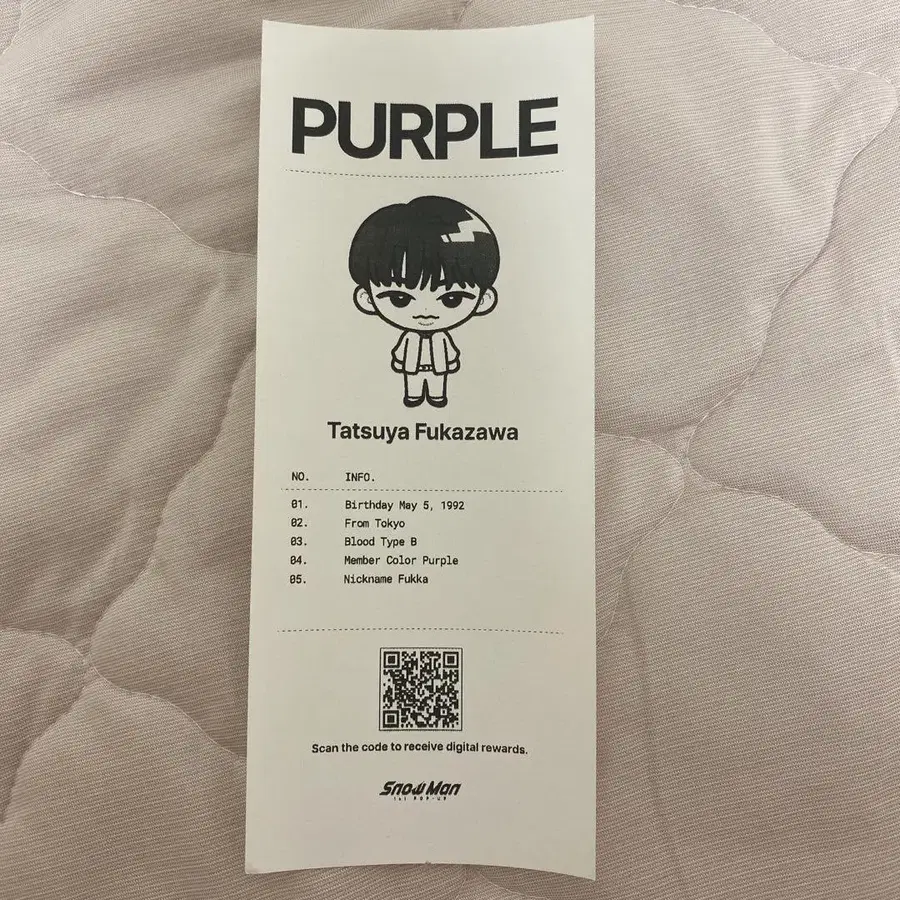 PURPLE
Tatsuya Fukazawa
NO. INFO.
01. Birthday May 5, 1992
02. From Tokyo
03. Blood Type B
04. Member Color Purple
05. Nickname Fukka
Scan the code to receive digital rewards.
Snow Man
1st POP-UP